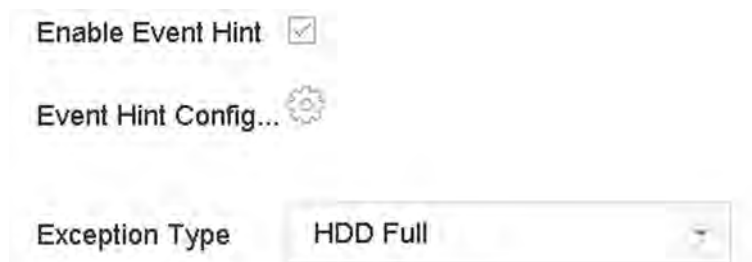 Enable Event Hint
Event Hint Config...
Exception Type HDD Full